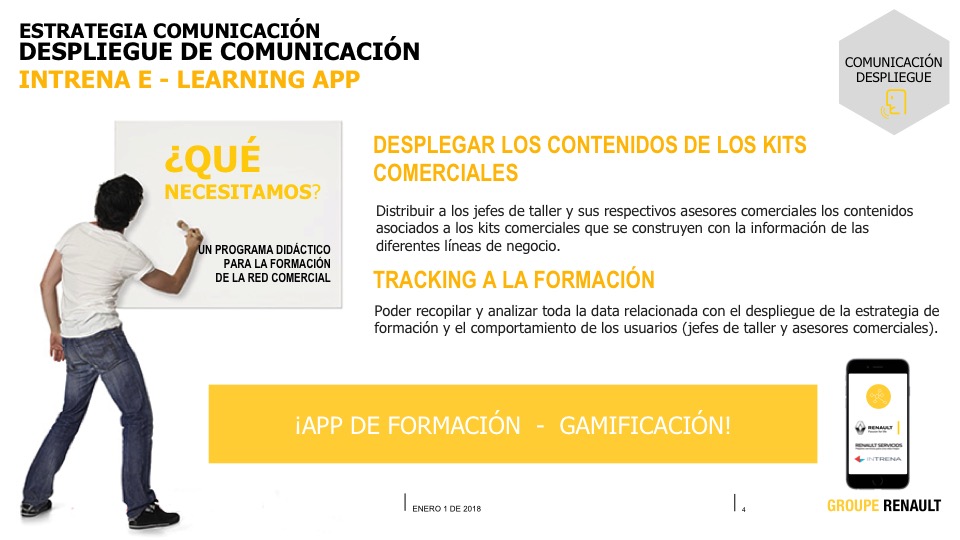 ESTRATEGIA COMUNICACIÓN
DESPLIEGUE DE COMUNICACIÓN
INTRENA E - LEARNING APP
COMUNICACIÓN
DESPLIEGUE
¿QUÉ
NECESITAMOS?
UN PROGRAMA DIDÁCTICO
PARA LA FORMACIÓN
DE LA RED COMERCIAL
DESPLEGAR LOS CONTENIDOS DE LOS KITS
COMERCIALES
Distribuir a los jefes de taller y sus respectivos asesores comerciales los contenidos
asociados a los kits comerciales que se construyen con la información de las
diferentes líneas de negocio.
TRACKING A LA FORMACIÓN
Poder recopilar y analizar toda la data relacionada con el despliegue de la estrategia de
formación y el comportamiento de los usuarios (jefes de taller y asesores comerciales).
¡APP DE FORMACIÓN - GAMIFICACIÓN!
RENAULT
RENAULT SERVICIOS
INTRENA
ENERO 1 DE 2018
4
GROUPE RENAULT